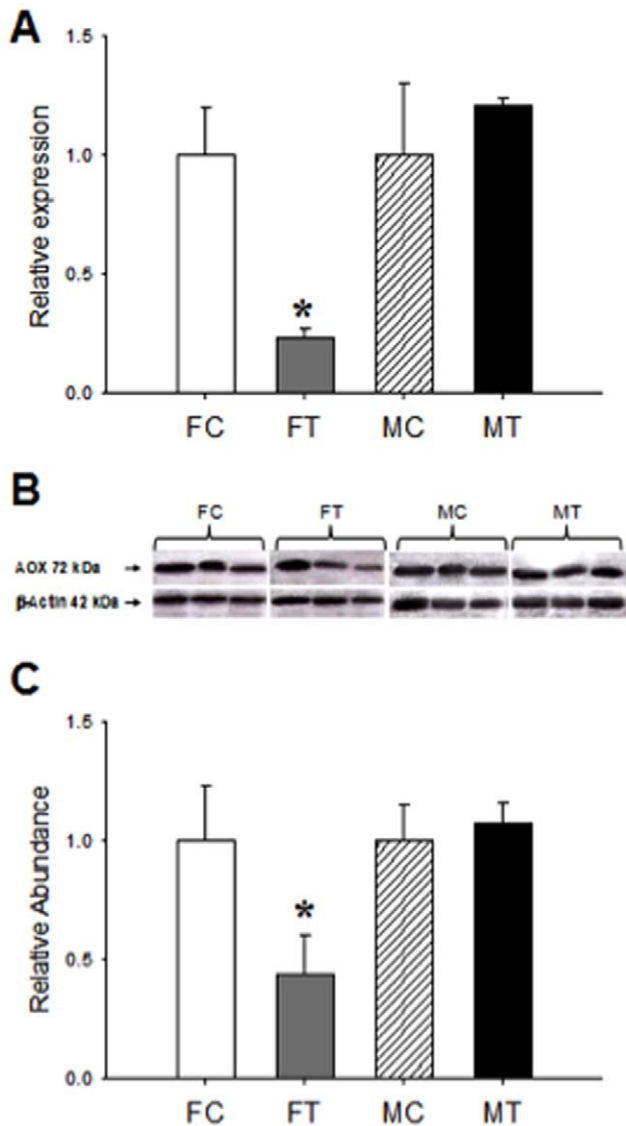 A
1.5
1.0
0.5
0.0
Relative expression
*
FC FT MC MT
B
FC FT MC MT
AOX 72 kDa →
β-Actin 42 kDa →
C
1.5
1.0
0.5
0.0
Relative Abundance
*
FC FT MC MT